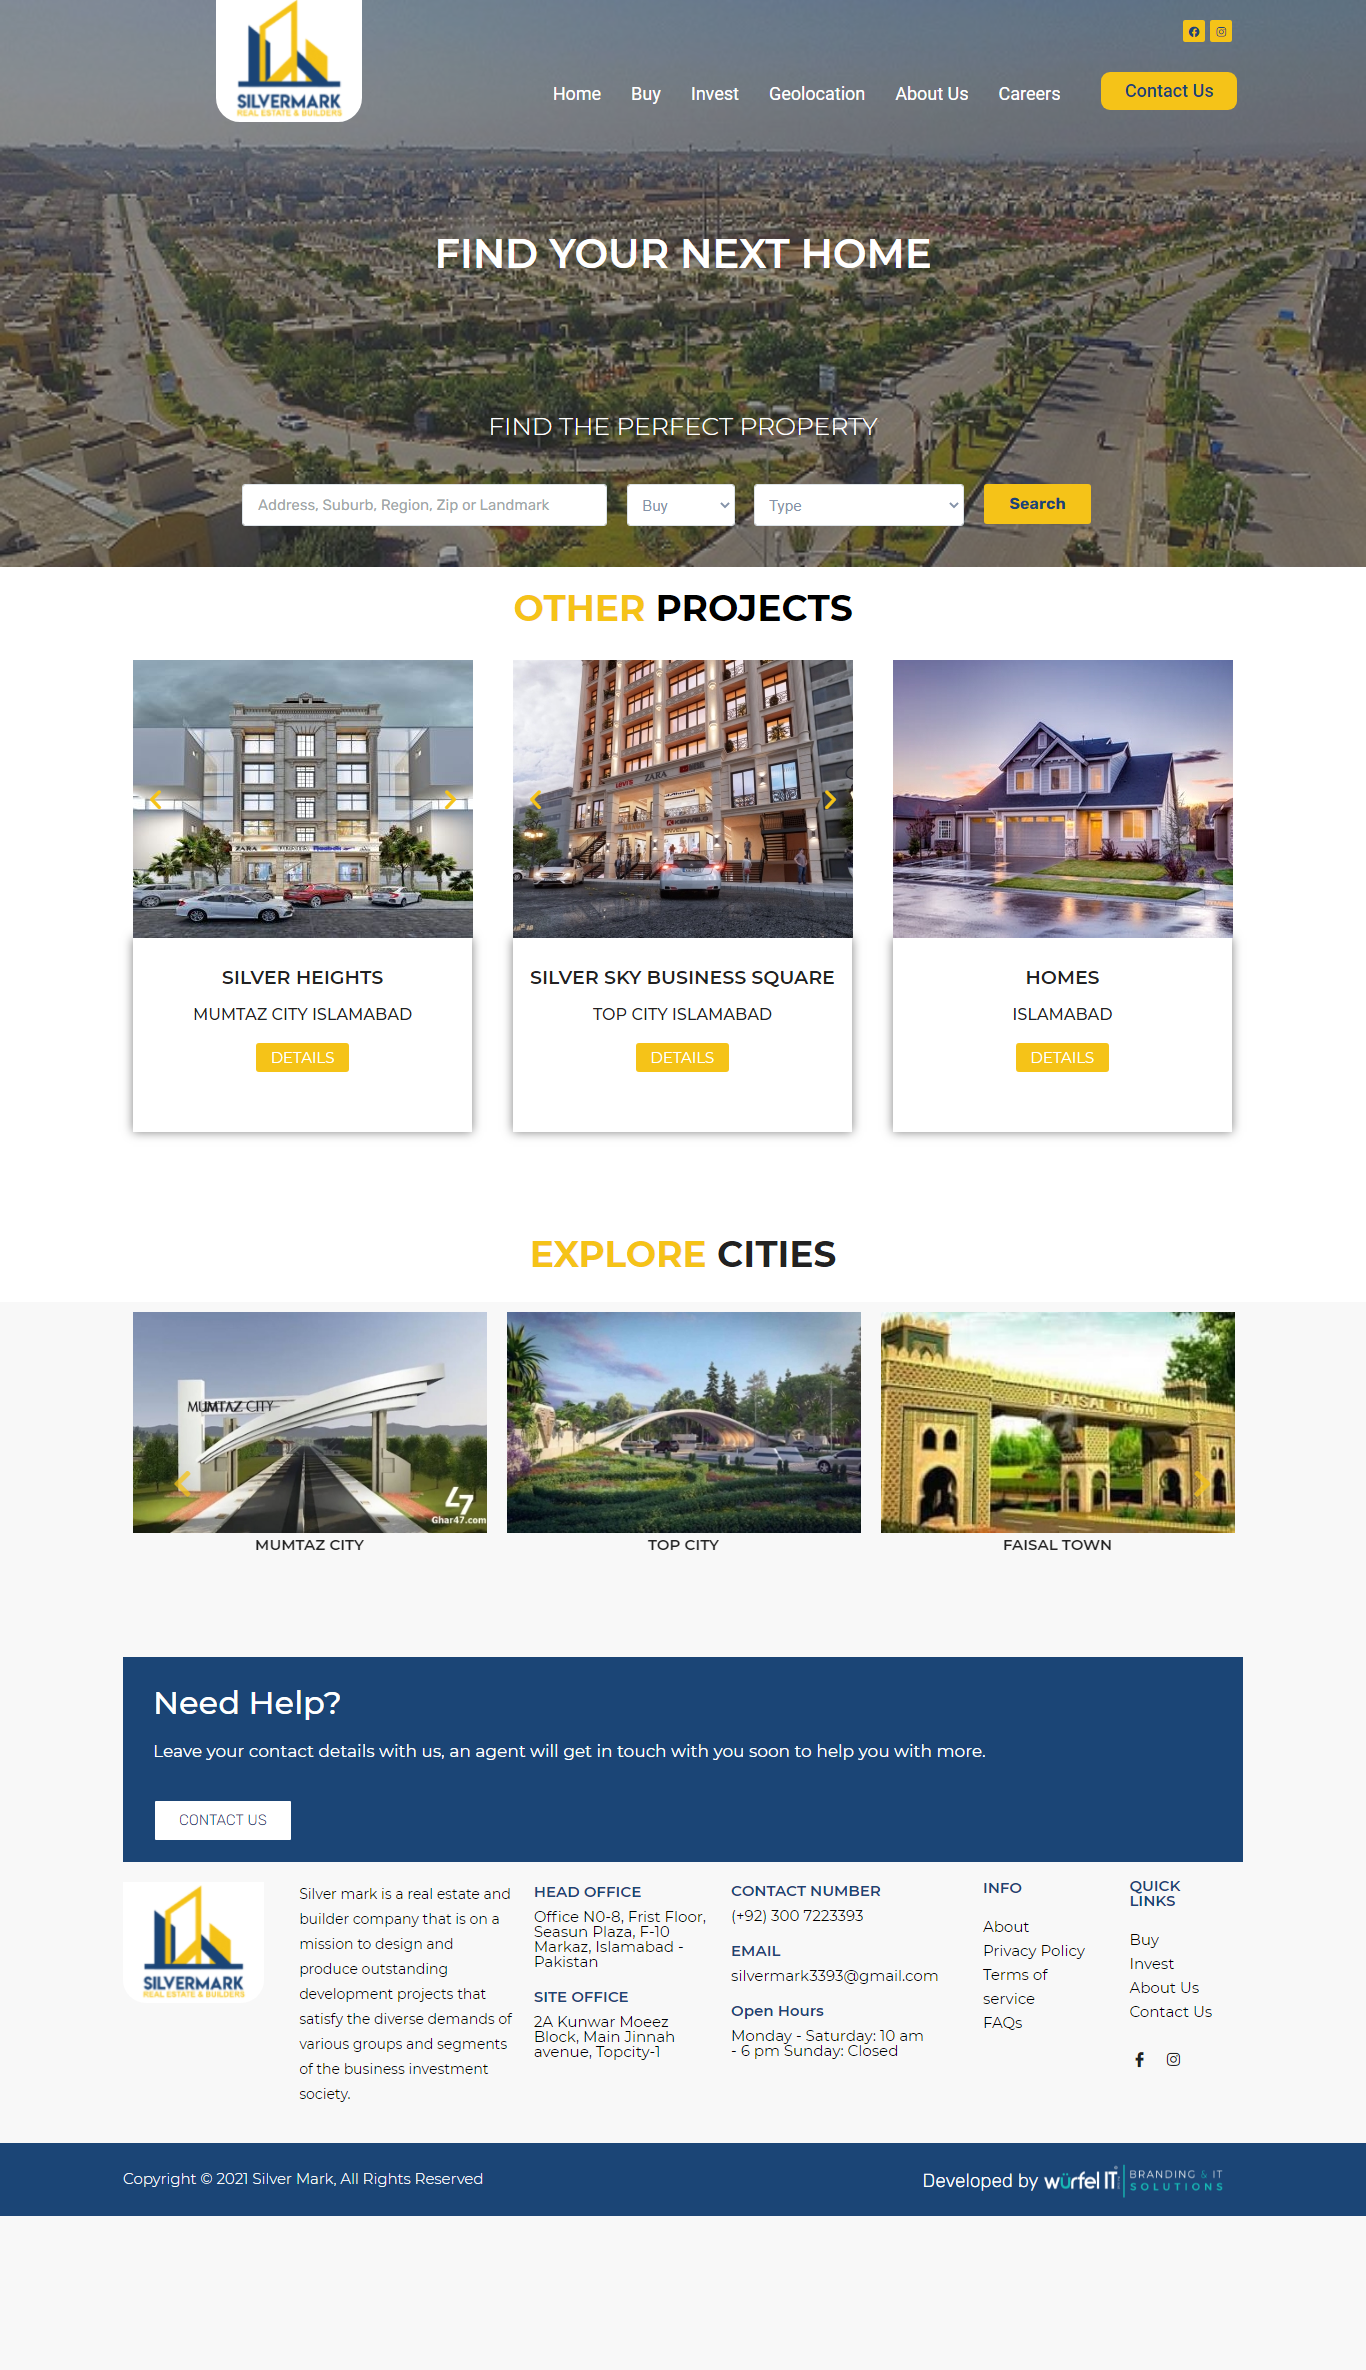 SILVERMARK
REAL ESTATE & BUILDERS
Home
Buy
Invest
Geolocation
About Us
Careers
Contact Us
FIND YOUR NEXT HOME
FIND THE PERFECT PROPERTY
Address, Suburb, Region, Zip or Landmark
Buy
Type
Search
OTHER PROJECTS
ZARA
LEVI'S
ZARA
SILVER HEIGHTS
MUMTAZ CITY ISLAMABAD
DETAILS
SILVER SKY BUSINESS SQUARE
TOP CITY ISLAMABAD
DETAILS
HOMES
ISLAMABAD
DETAILS
EXPLORE CITIES
MUMTAZ CITY
Ghar47.com
FAISAL TOWN
MUMTAZ CITY
TOP CITY
FAISAL TOWN
Need Help?
Leave your contact details with us, an agent will get in touch with you soon to help you with more.
CONTACT US
SILVERMARK
REAL ESTATE & BUILDERS
Silver mark is a real estate and
builder company that is on a
mission to design and
produce outstanding
development projects that
satisfy the diverse demands of
various groups and segments
of the business investment
society.
HEAD OFFICE
Office N0-8, Frist Floor,
Seasun Plaza, F-10
Markaz, Islamabad -
Pakistan
SITE OFFICE
2A Kunwar Moeez
Block, Main Jinnah
avenue, Topcity-1
CONTACT NUMBER
(+92) 300 7223393
EMAIL
silvermark3393@gmail.com
Open Hours
Monday - Saturday: 10 am
- 6 pm Sunday: Closed
INFO
About
Privacy Policy
Terms of
service
FAQs
QUICK
LINKS
Buy
Invest
About Us
Contact Us
Copyright © 2021 Silver Mark, All Rights Reserved
Developed by würfel IT BRANDING & IT
SOLUTIONS